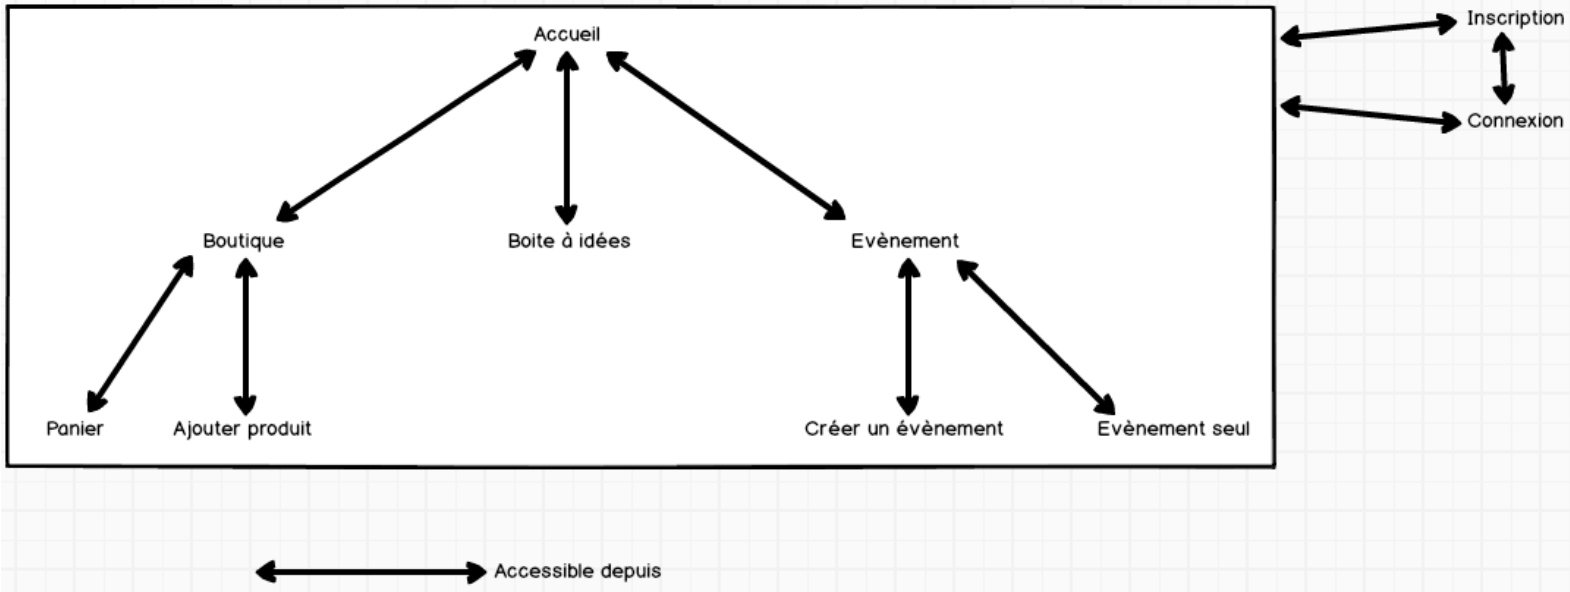 Accueil
Inscription
Connexion
Boutique
Boite à idées
Evènement
Panier
Ajouter produit
Créer un évènement
Evènement seul
Accessible depuis